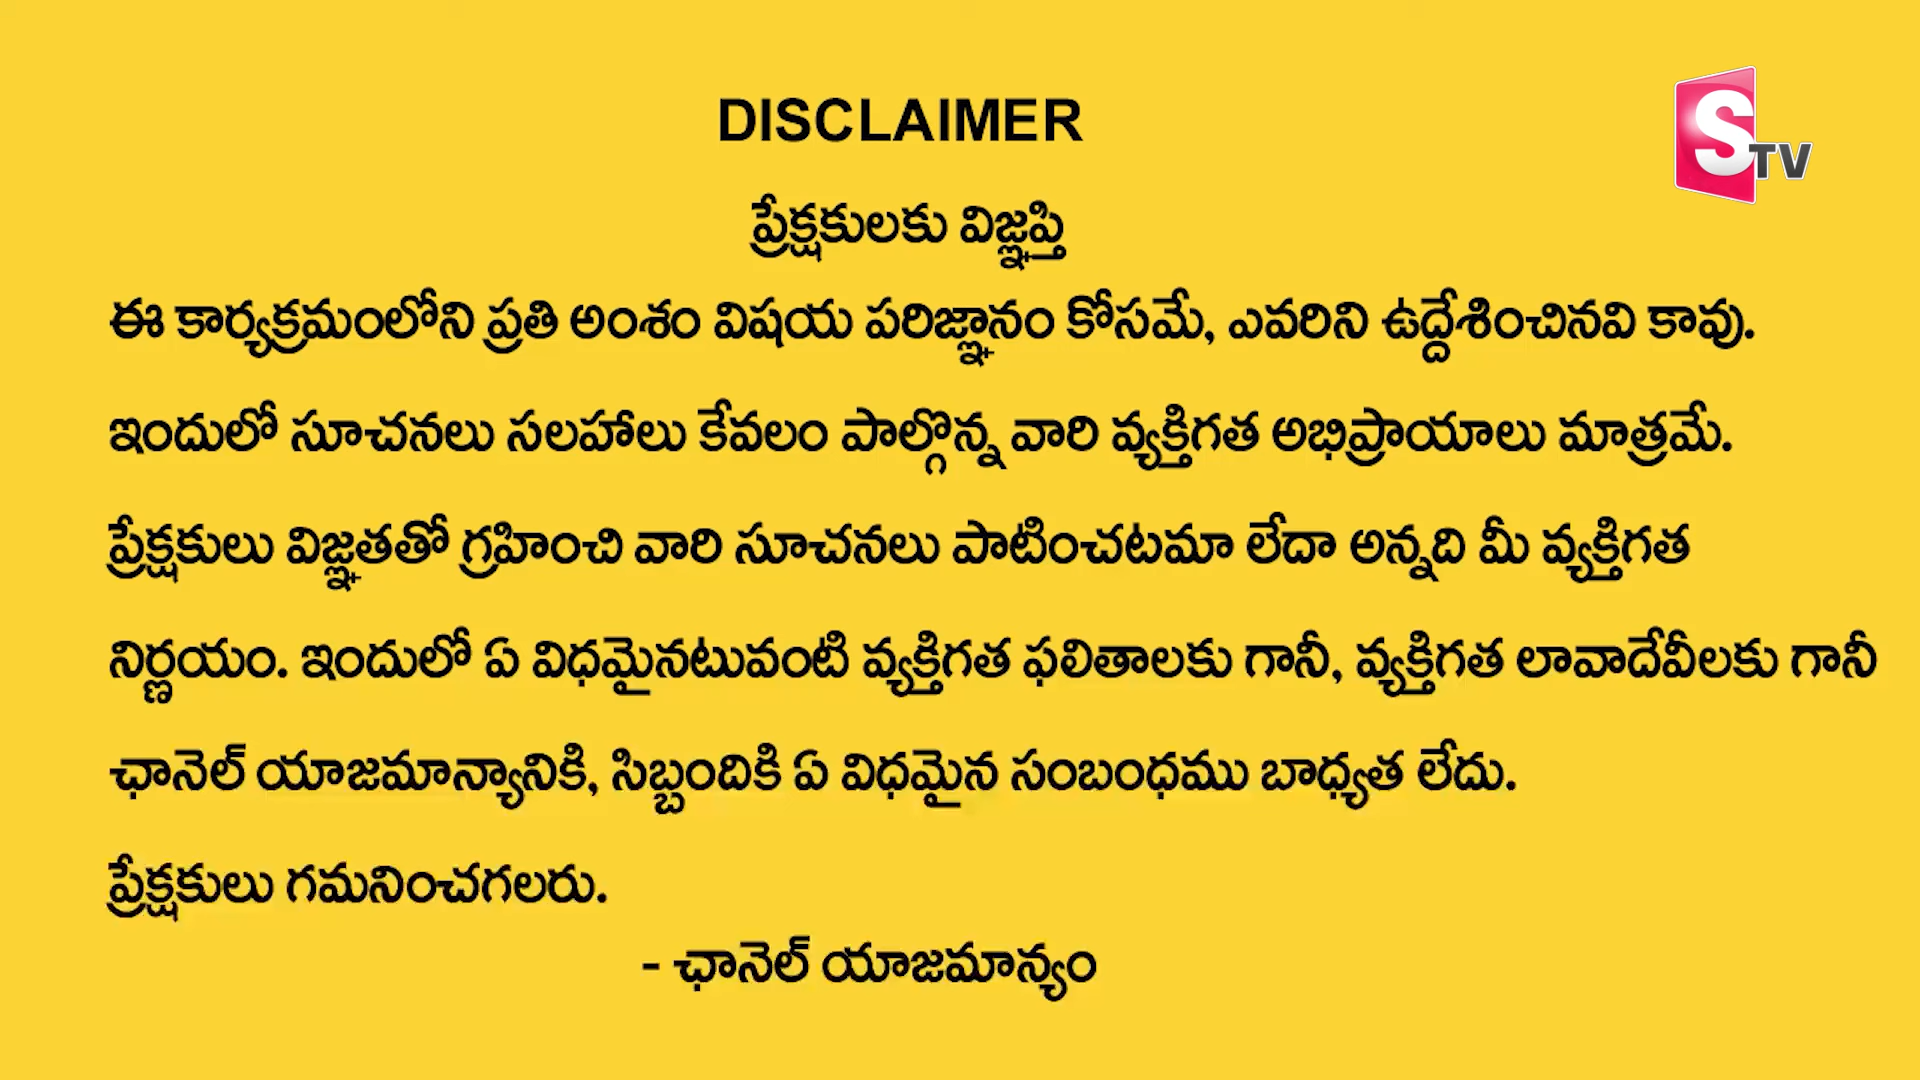 DISCLAIMER
STV
ప్రేక్షకులకు విజ్ఞప్తి
ఈ కార్యక్రమంలోని ప్రతి అంశం విషయ పరిజ్ఞానం కోసమే, ఎవరిని ఉద్దేశించినవి కావు.
ఇందులో సూచనలు సలహాలు కేవలం పాల్గొన్న వారి వ్యక్తిగత అభిప్రాయాలు మాత్రమే.
ప్రేక్షకులు విజ్ఞతతో గ్రహించి వారి సూచనలు పాటించటమా లేదా అన్నది మీ వ్యక్తిగత
నిర్ణయం. ఇందులో ఏ విధమైనటువంటి వ్యక్తిగత ఫలితాలకు గానీ, వ్యక్తిగత లావాదేవీలకు గానీ
ఛానెల్ యాజమాన్యానికి, సిబ్బందికి ఏ విధమైన సంబంధము బాధ్యత లేదు.
ప్రేక్షకులు గమనించగలరు.
- ఛానెల్ యాజమాన్యం